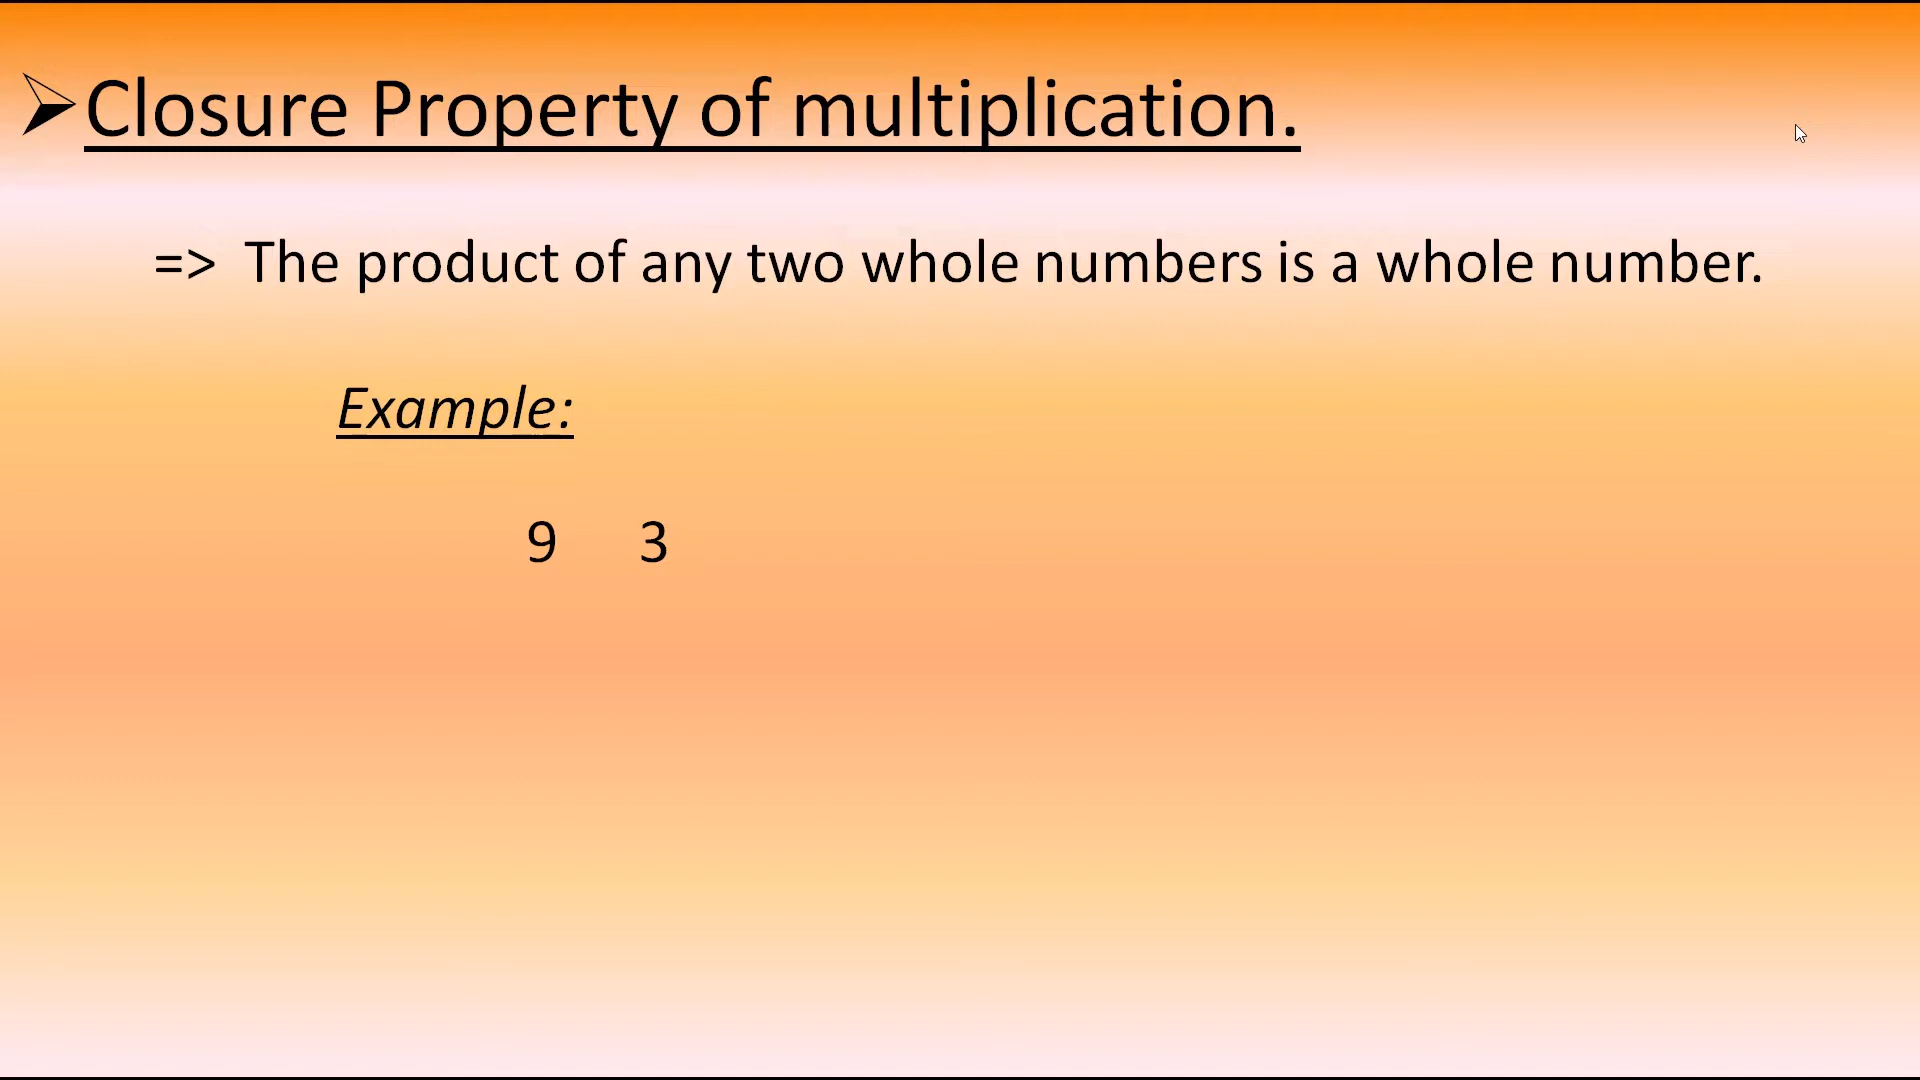 Closure Property of multiplication.
=> The product of any two whole numbers is a whole number.
Example:
9 3